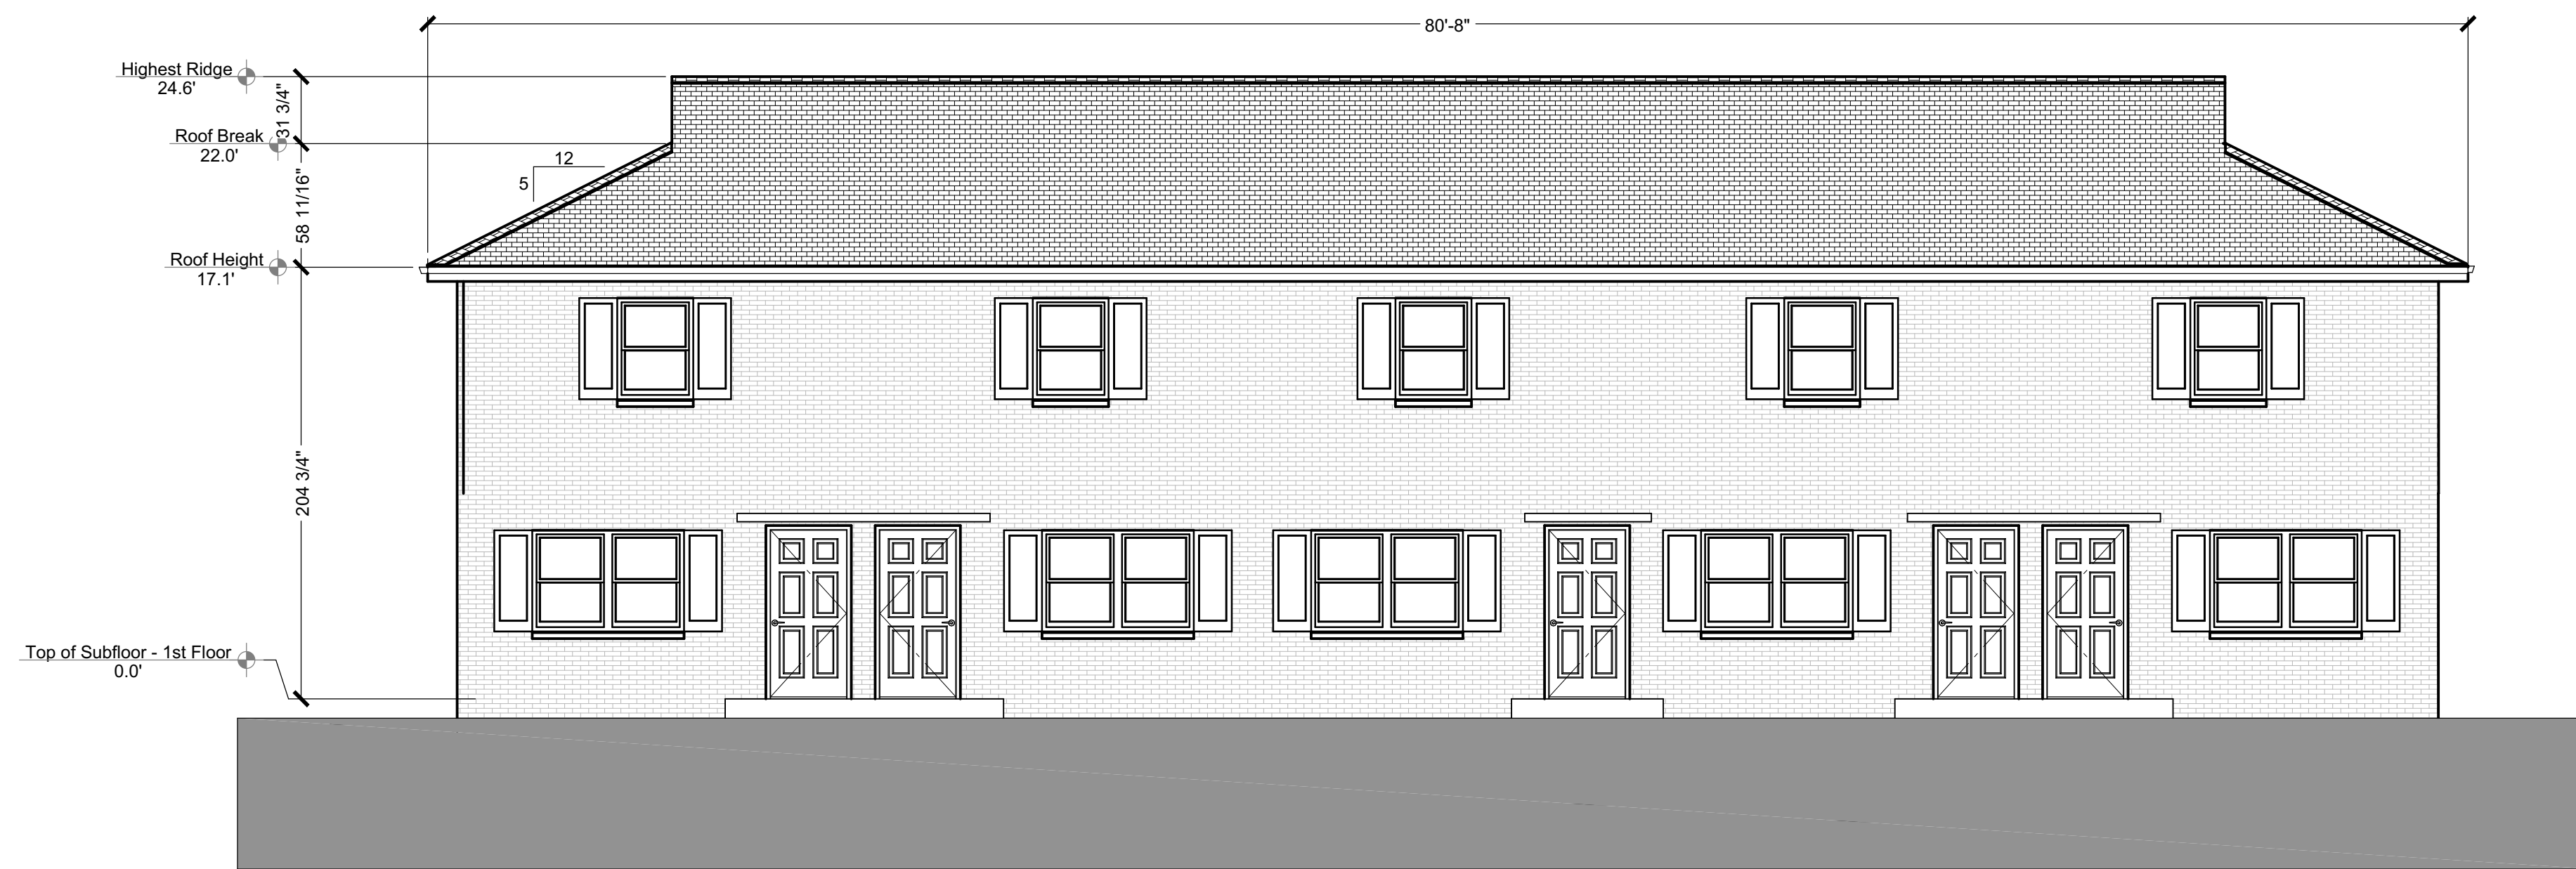 80'-8"
Highest Ridge
24.6'
31 3/4"
Roof Break
22.0'
12
5
58 11/16"
Roof Height
17.1'
204 3/4"
Top of Subfloor - 1st Floor
0.0'